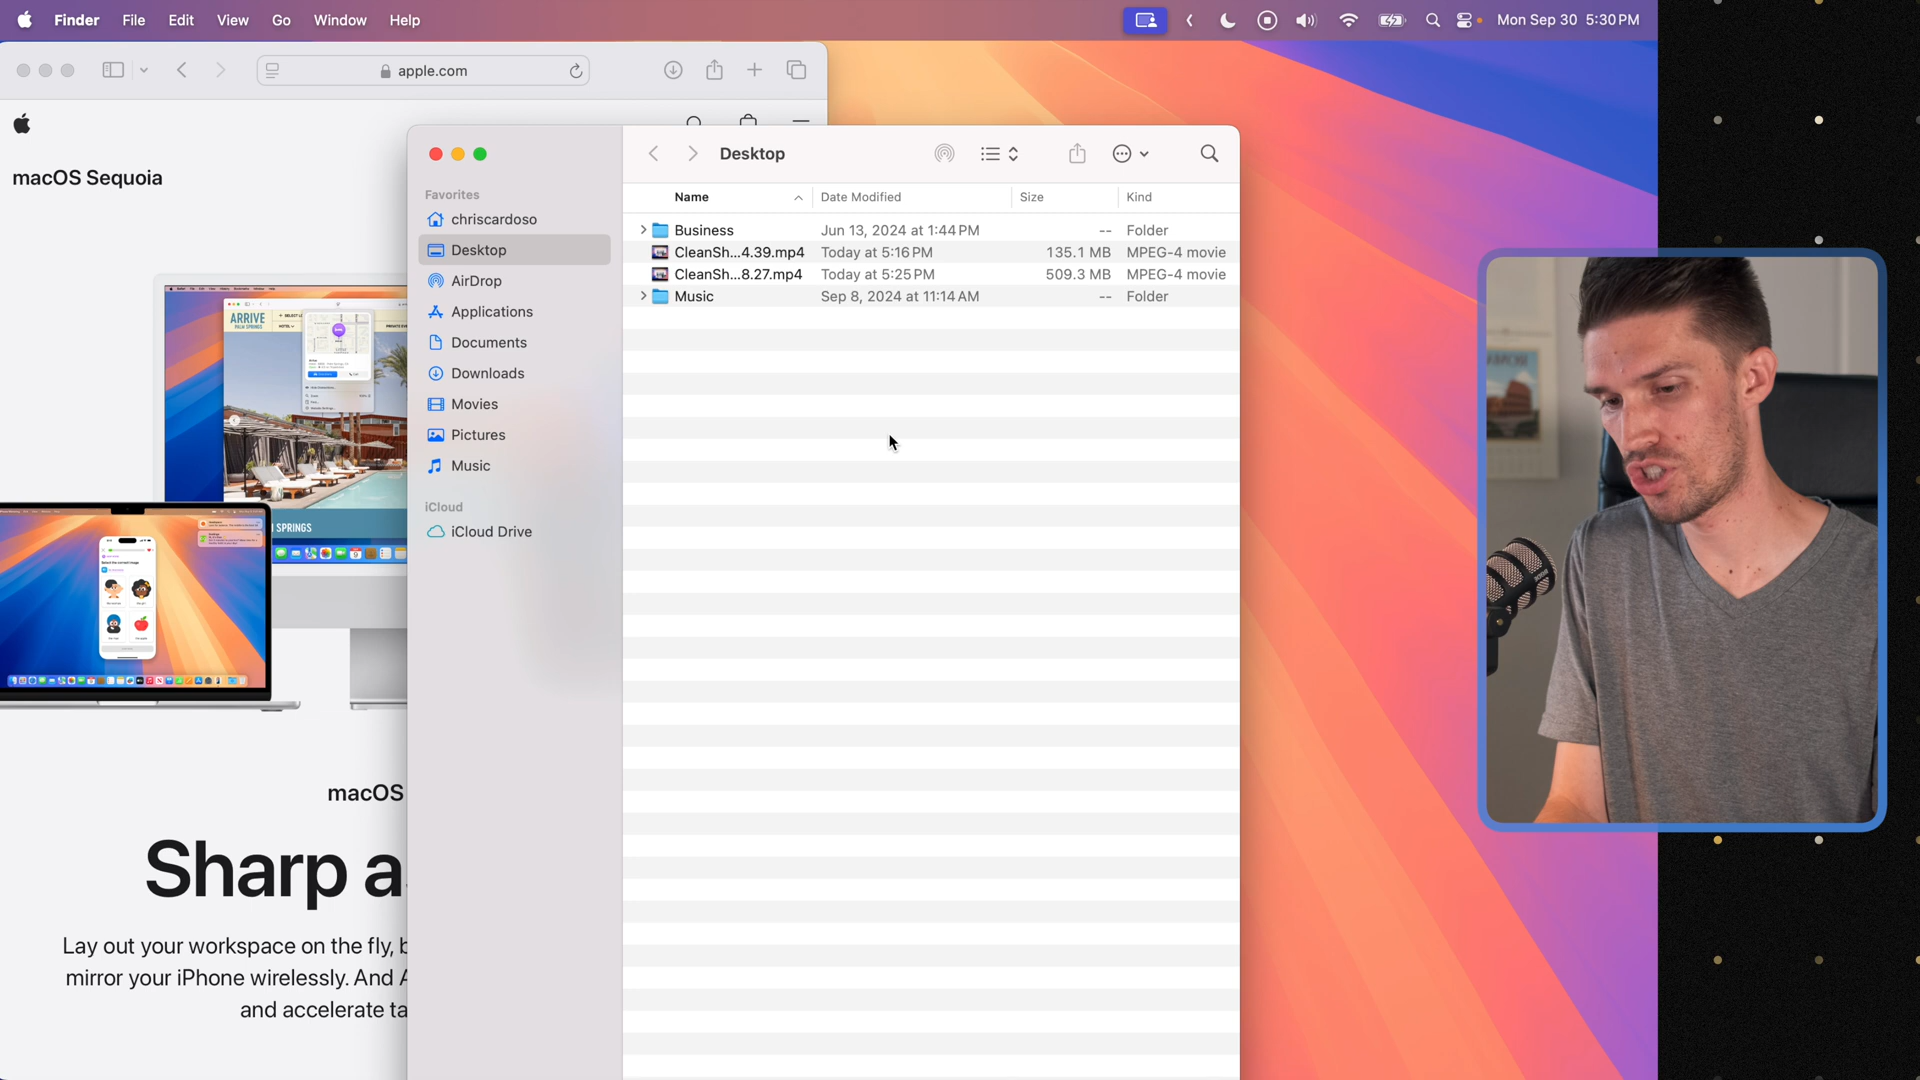 Finder File Edit View Go Window Help
Mon Sep 30 5:30 PM
apple.com
macOS Sequoia
Desktop
Favorites
chriscardoso
Desktop
AirDrop
Applications
Documents
Downloads
Movies
Pictures
Music
iCloud
iCloud Drive
Name Date Modified Size Kind
Business Jun 13, 2024 at 1:44 PM -- Folder
CleanSh...4.39.mp4 Today at 5:16 PM 135.1 MB MPEG-4 movie
CleanSh...8.27.mp4 Today at 5:25 PM 509.3 MB MPEG-4 movie
Music Sep 8, 2024 at 11:14 AM -- Folder
ARRIVE
PALM SPRINGS
SPRINGS
macOS
Sharp a
Lay out your workspace on the fly,
mirror your iPhone wirelessly. And
and accelerate ta